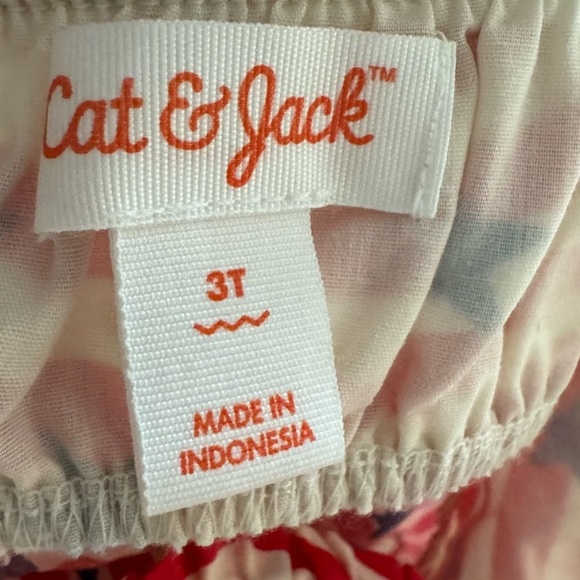 Cat & Jack™
3T
MADE IN
INDONESIA